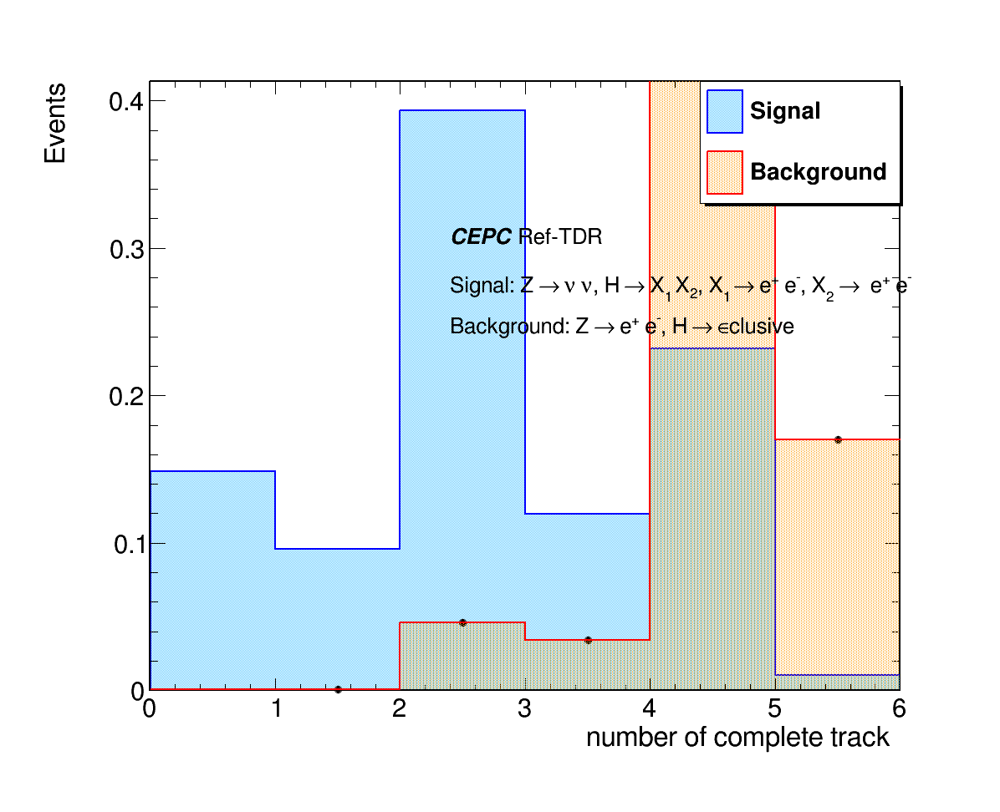 Events
0.4
0.3
0.2
0.1
0
Signal
Background
CEPC Ref-TDR
Signal: Z → ν ν, H → X₁ X₂, X₁ → e⁺ e⁻, X₂ → e⁺ e⁻
Background: Z → e⁺ e⁻, H → ∈clusive
0 1 2 3 4 5 6
number of complete track